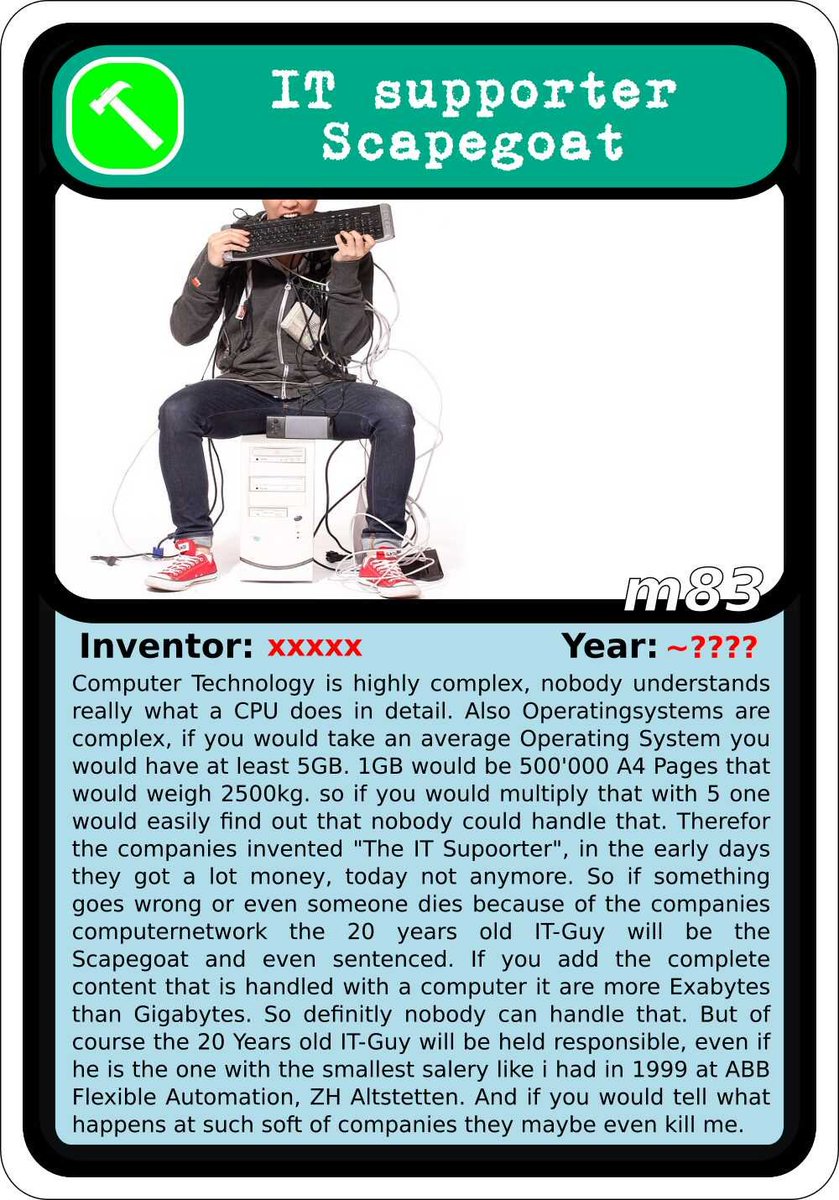 IT supporter
Scapegoat
m83
Inventor: xxxxx Year: ~????
Computer Technology is highly complex, nobody understands
really what a CPU does in detail. Also Operatingsystems are
complex, if you would take an average Operating System you
would have at least 5GB. 1GB would be 500'000 A4 Pages that
would weigh 2500kg. so if you would multiply that with 5 one
would easily find out that nobody could handle that. Therefor
the companies invented "The IT Supoorter", in the early days
they got a lot money, today not anymore. So if something
goes wrong or even someone dies because of the companies
computernetwork the 20 years old IT-Guy will be the
Scapegoat and even sentenced. If you add the complete
content that is handled with a computer it are more Exabytes
than Gigabytes. So definitly nobody can handle that. But of
course the 20 Years old IT-Guy will be held responsible, even if
he is the one with the smallest salery like i had in 1999 at ABB
Flexible Automation, ZH Altstetten. And if you would tell what
happens at such soft of companies they maybe even kill me.